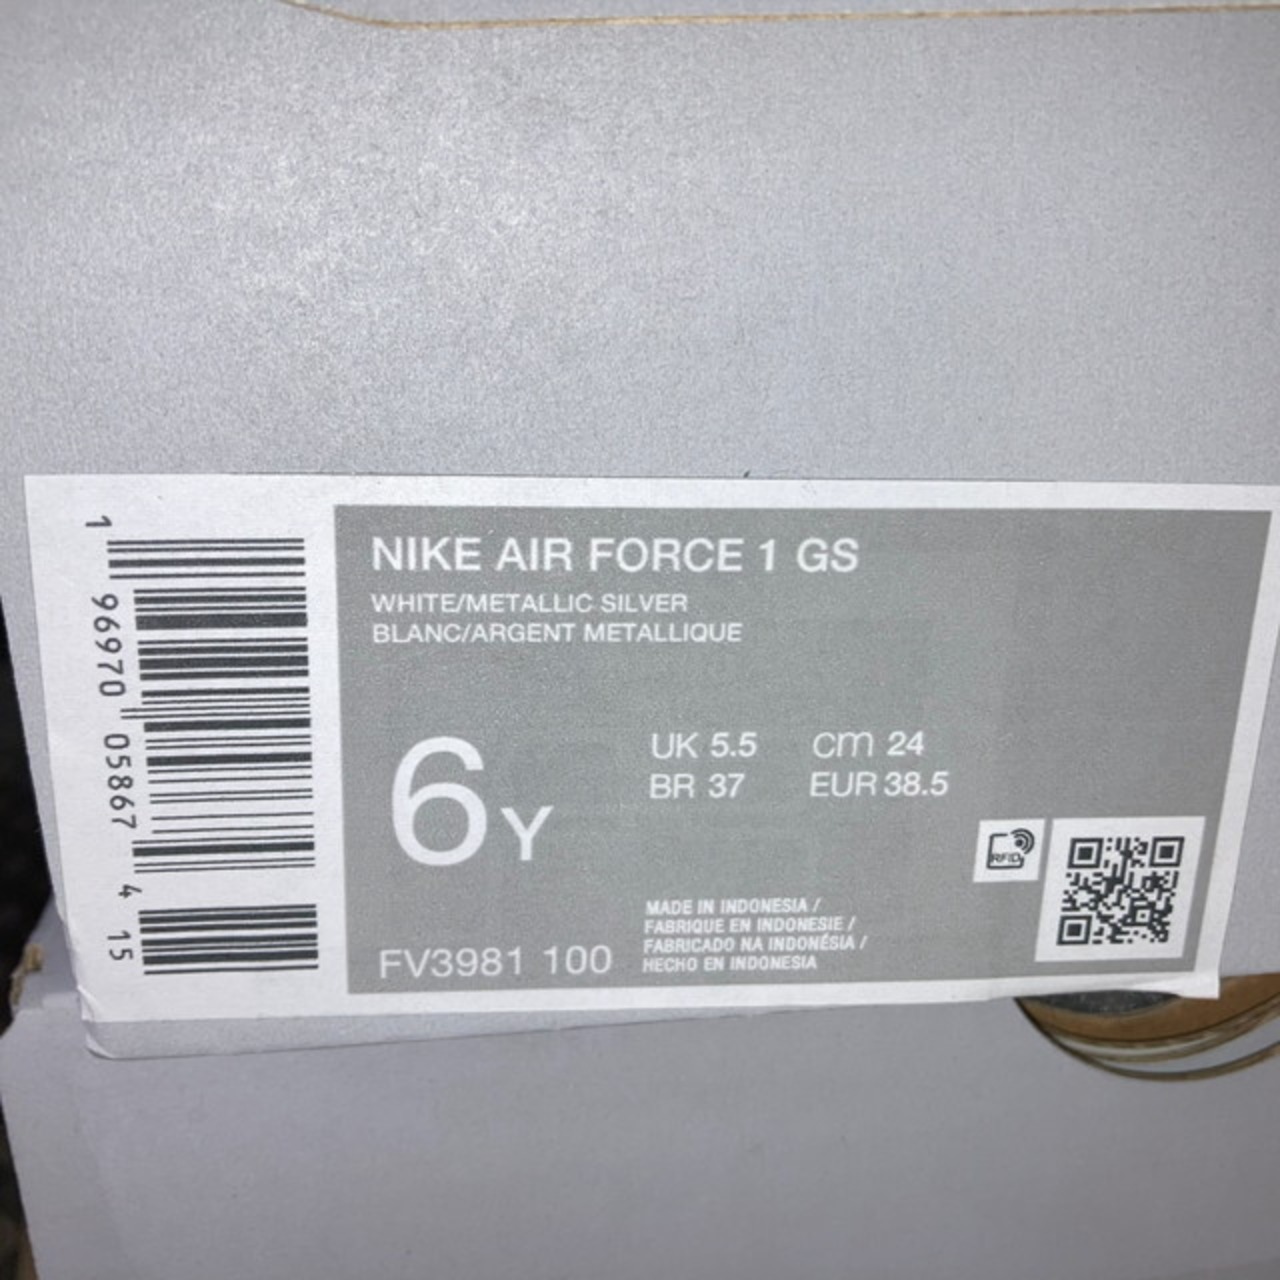 NIKE AIR FORCE 1 GS
WHITE/METALLIC SILVER
BLANC/ARGENT METALLIQUE
6Y
UK 5.5 cm 24
BR 37 EUR 38.5
RFID
MADE IN INDONESIA /
FABRIQUE EN INDONESIE /
FABRICADO NA INDONÉSIA /
HECHO EN INDONESIA
FV3981 100
1 96970 05867 4 15